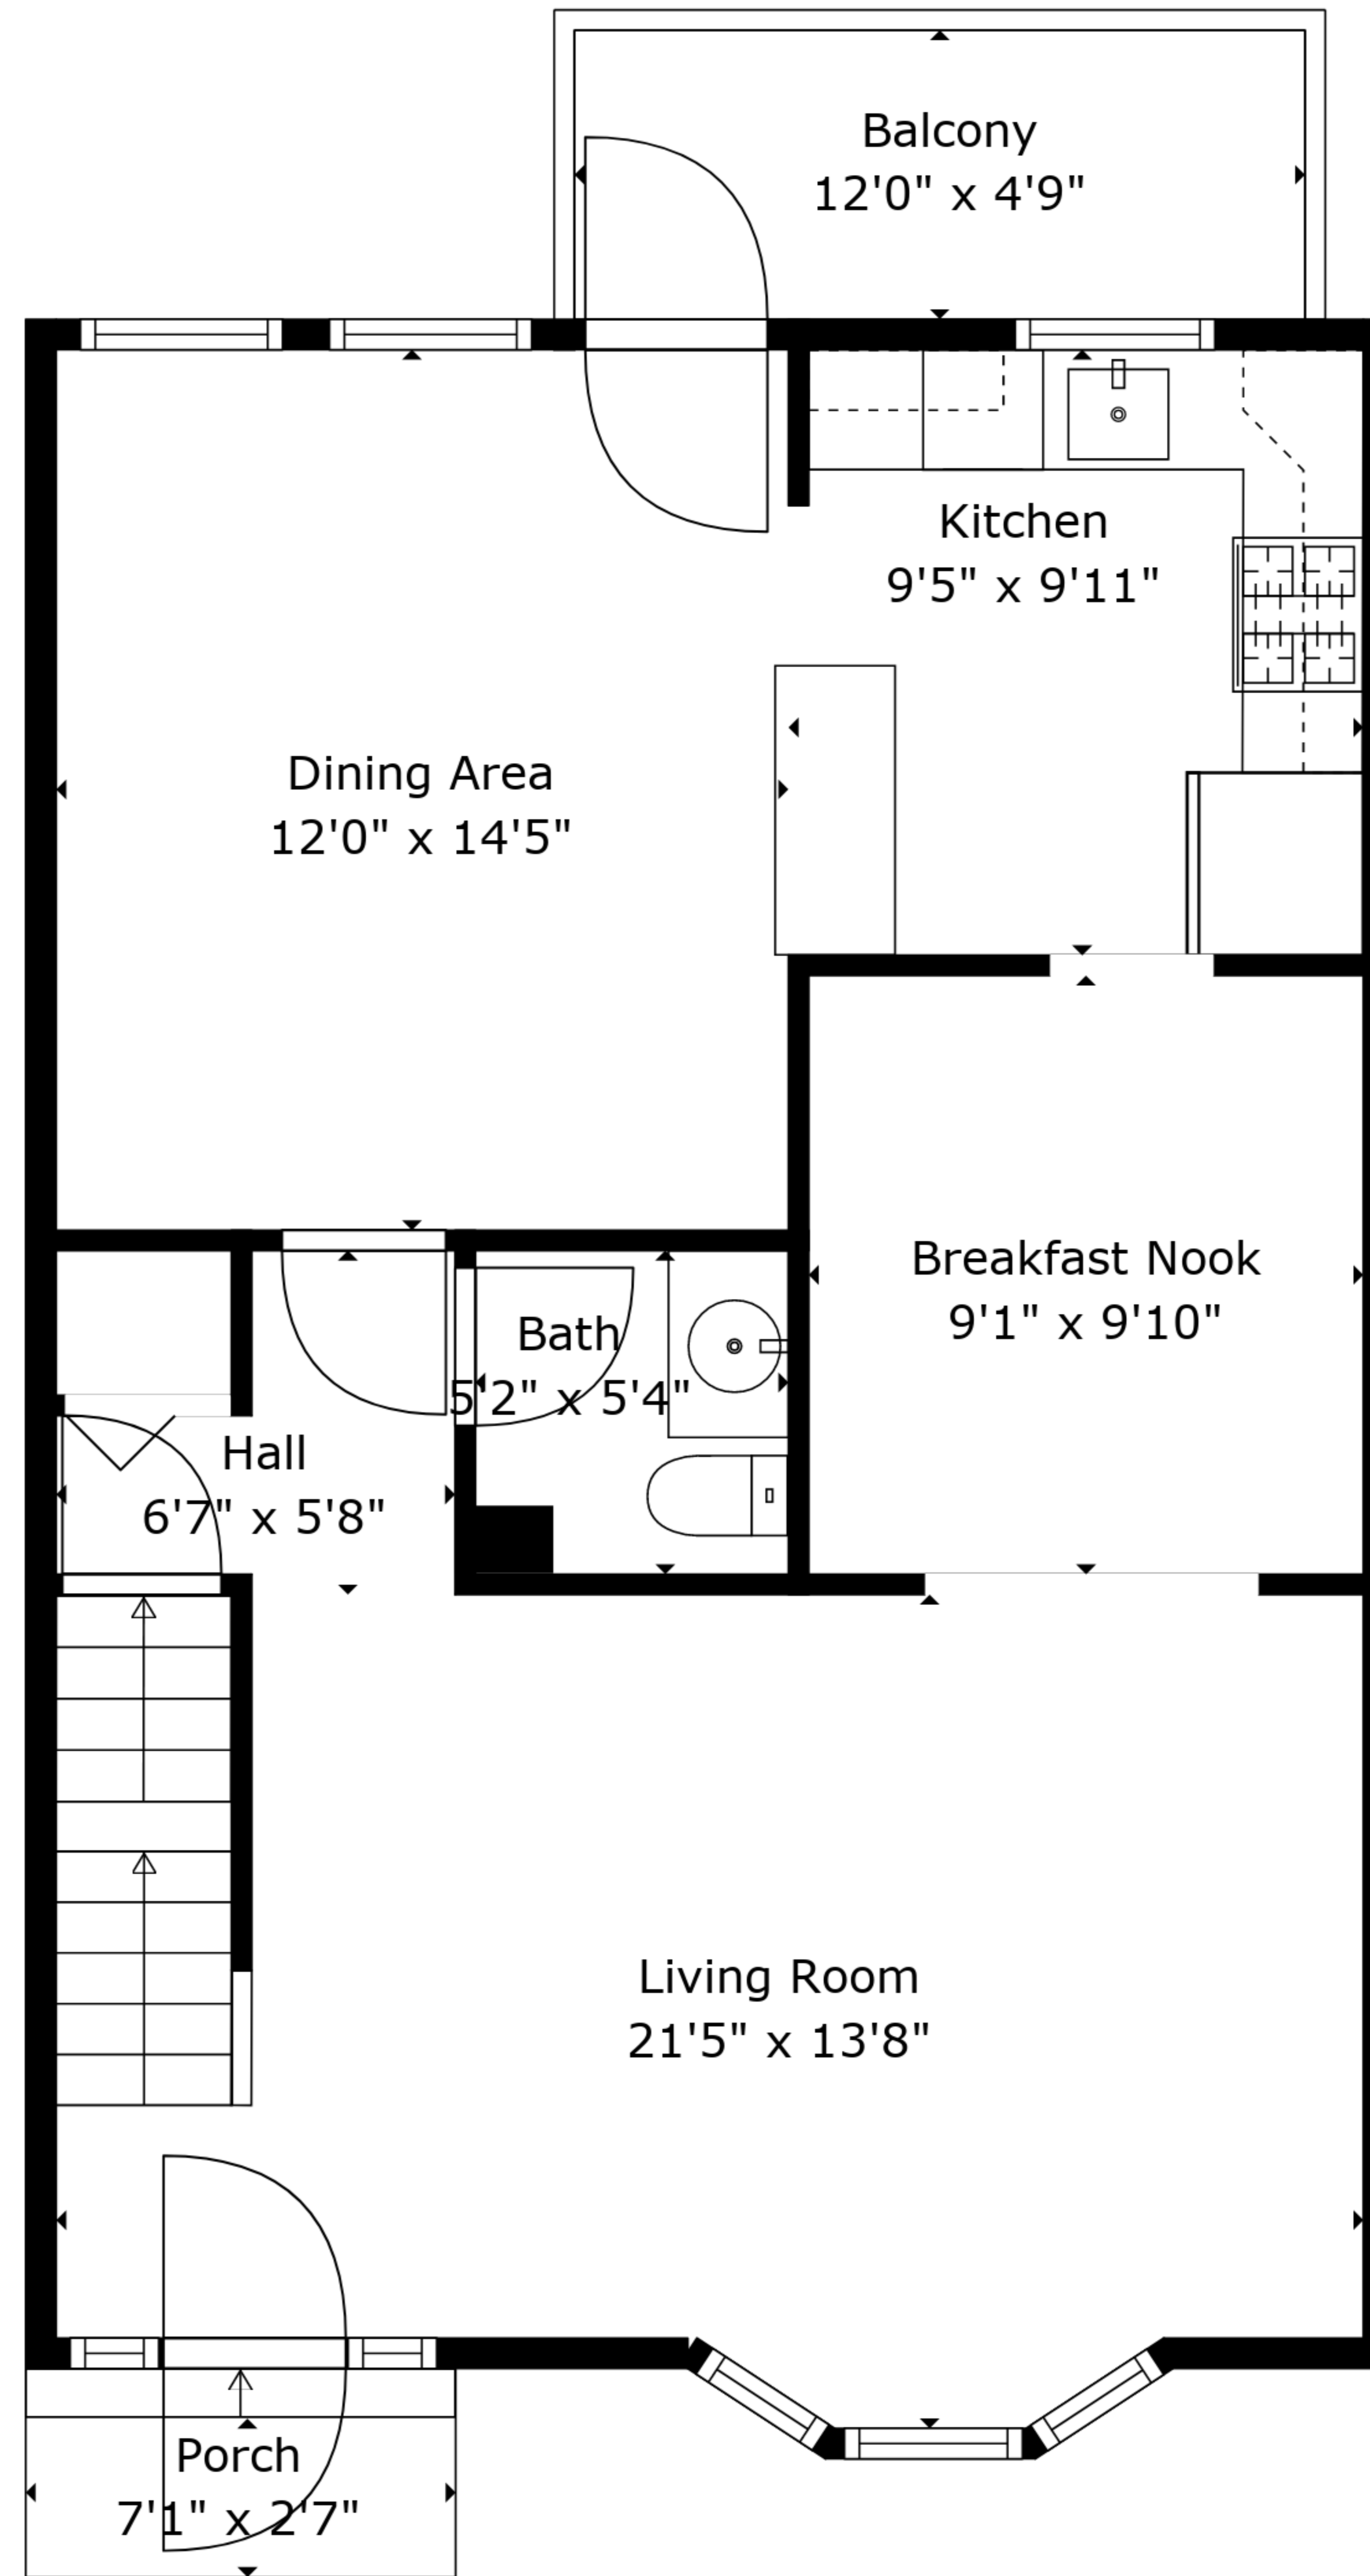 Balcony
12'0" x 4'9"
Kitchen
9'5" x 9'11"
Dining Area
12'0" x 14'5"
Breakfast Nook
9'1" x 9'10"
Bath
5'2" x 5'4"
Hall
6'7" x 5'8"
Living Room
21'5" x 13'8"
Porch
7'1" x 2'7"